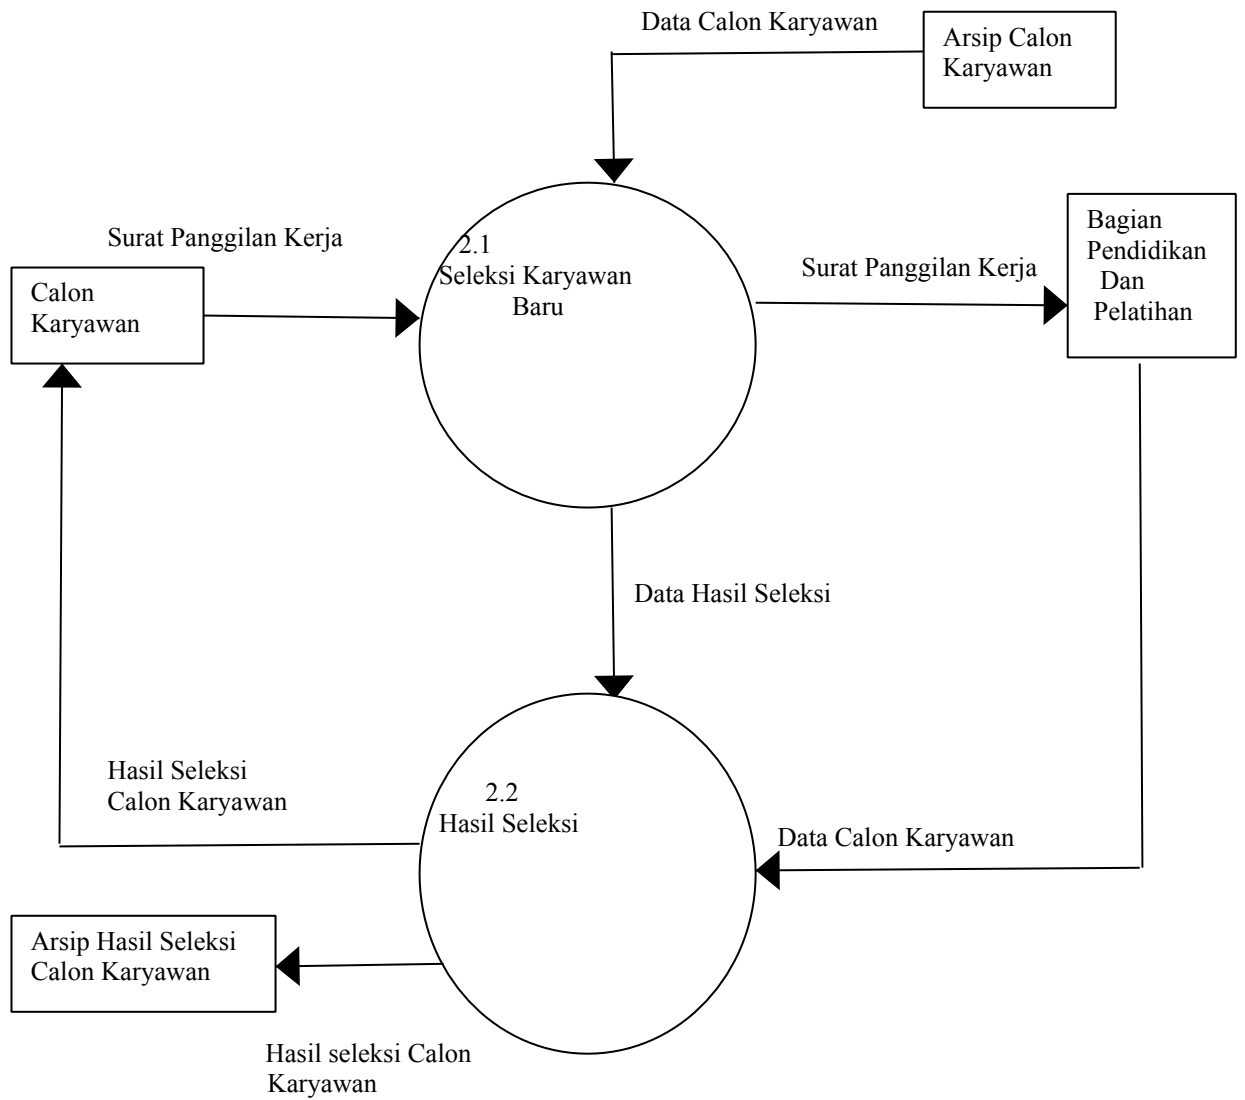 Data Calon Karyawan
Arsip Calon
Karyawan
Surat Panggilan Kerja
Calon
Karyawan
2.1
Seleksi Karyawan
Baru
Surat Panggilan Kerja
Bagian
Pendidikan
Dan
Pelatihan
Data Hasil Seleksi
Hasil Seleksi
Calon Karyawan
2.2
Hasil Seleksi
Data Calon Karyawan
Arsip Hasil Seleksi
Calon Karyawan
Hasil seleksi Calon
Karyawan